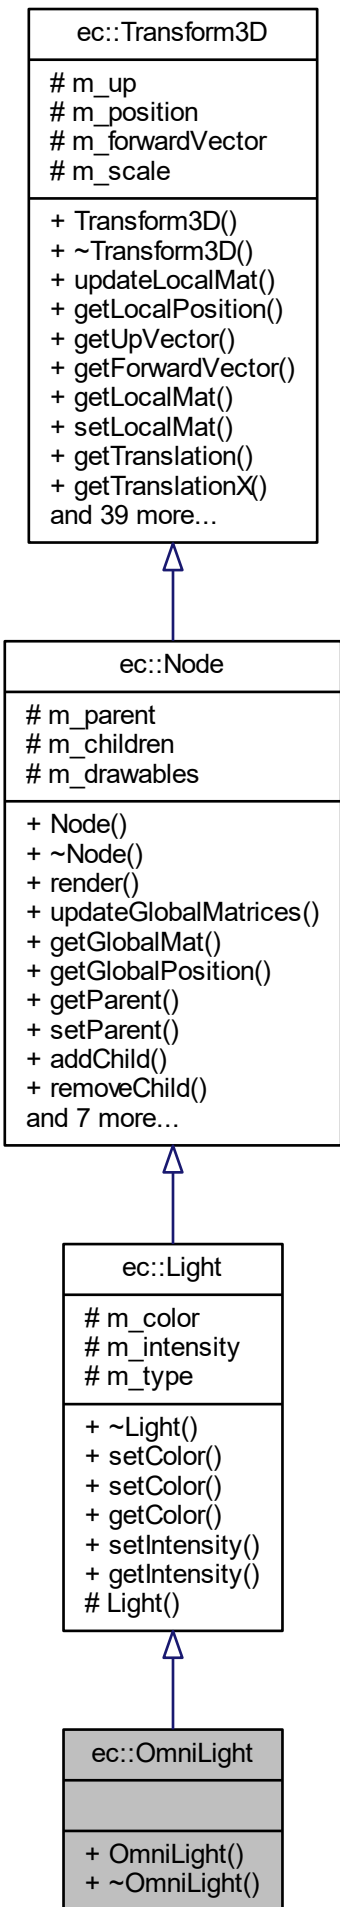 ec::Transform3D
# m_up
# m_position
# m_forwardVector
# m_scale
+ Transform3D()
+ ~Transform3D()
+ updateLocalMat()
+ getLocalPosition()
+ getUpVector()
+ getForwardVector()
+ getLocalMat()
+ setLocalMat()
+ getTranslation()
+ getTranslationX()
and 39 more...
ec::Node
# m_parent
# m_children
# m_drawables
+ Node()
+ ~Node()
+ render()
+ updateGlobalMatrices()
+ getGlobalMat()
+ getGlobalPosition()
+ getParent()
+ setParent()
+ addChild()
+ removeChild()
and 7 more...
ec::Light
# m_color
# m_intensity
# m_type
+ ~Light()
+ setColor()
+ setColor()
+ getColor()
+ setIntensity()
+ getIntensity()
# Light()
ec::OmniLight
+ OmniLight()
+ ~OmniLight()